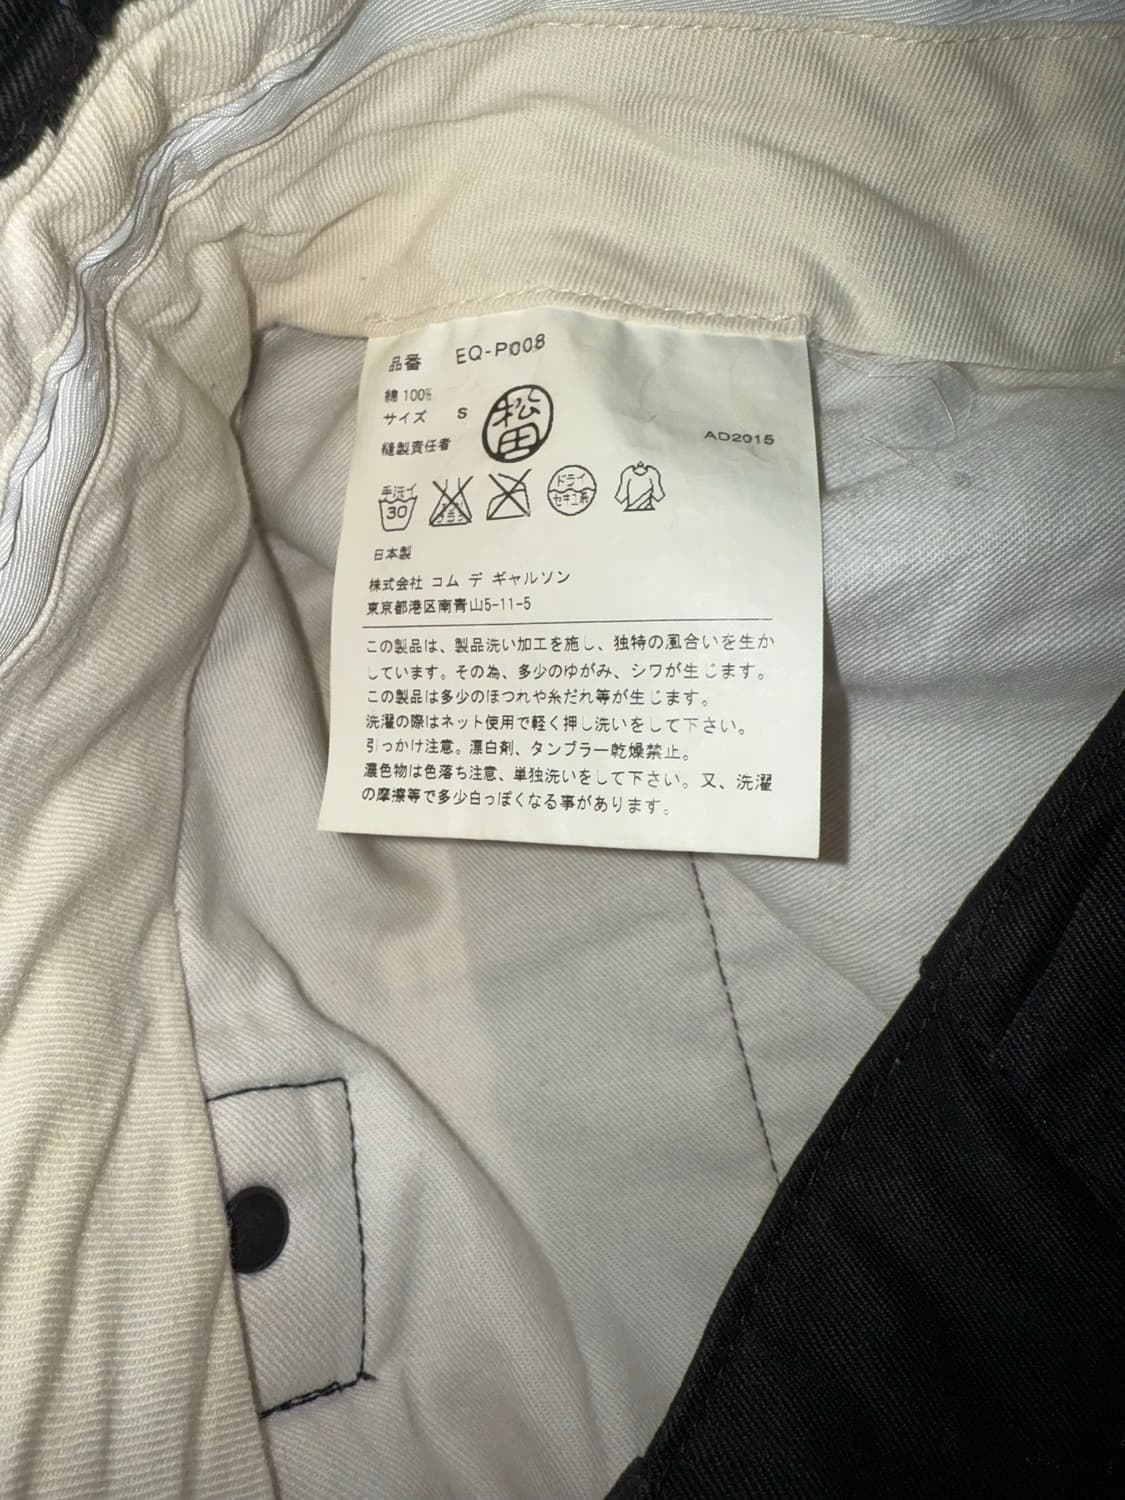 品番 EQ-P008
綿 100%
サイズ S
松田
縫製責任者
AD2015
手洗イ
30
ドライ
セキユ系
日本製
株式会社 コム デ ギャルソン
東京都港区南青山5-11-5
この製品は、製品洗い加工を施し、独特の風合いを生か
しています。その為、多少のゆがみ、シワが生じます。
この製品は多少のほつれや糸だれ等が生じます。
洗濯の際はネット使用で軽く押し洗いをして下さい。
引っかけ注意。漂白剤、タンブラー乾燥禁止。
濃色物は色落ち注意、単独洗いをして下さい。又、洗濯
の摩擦等で多少白っぽくなる事があります。